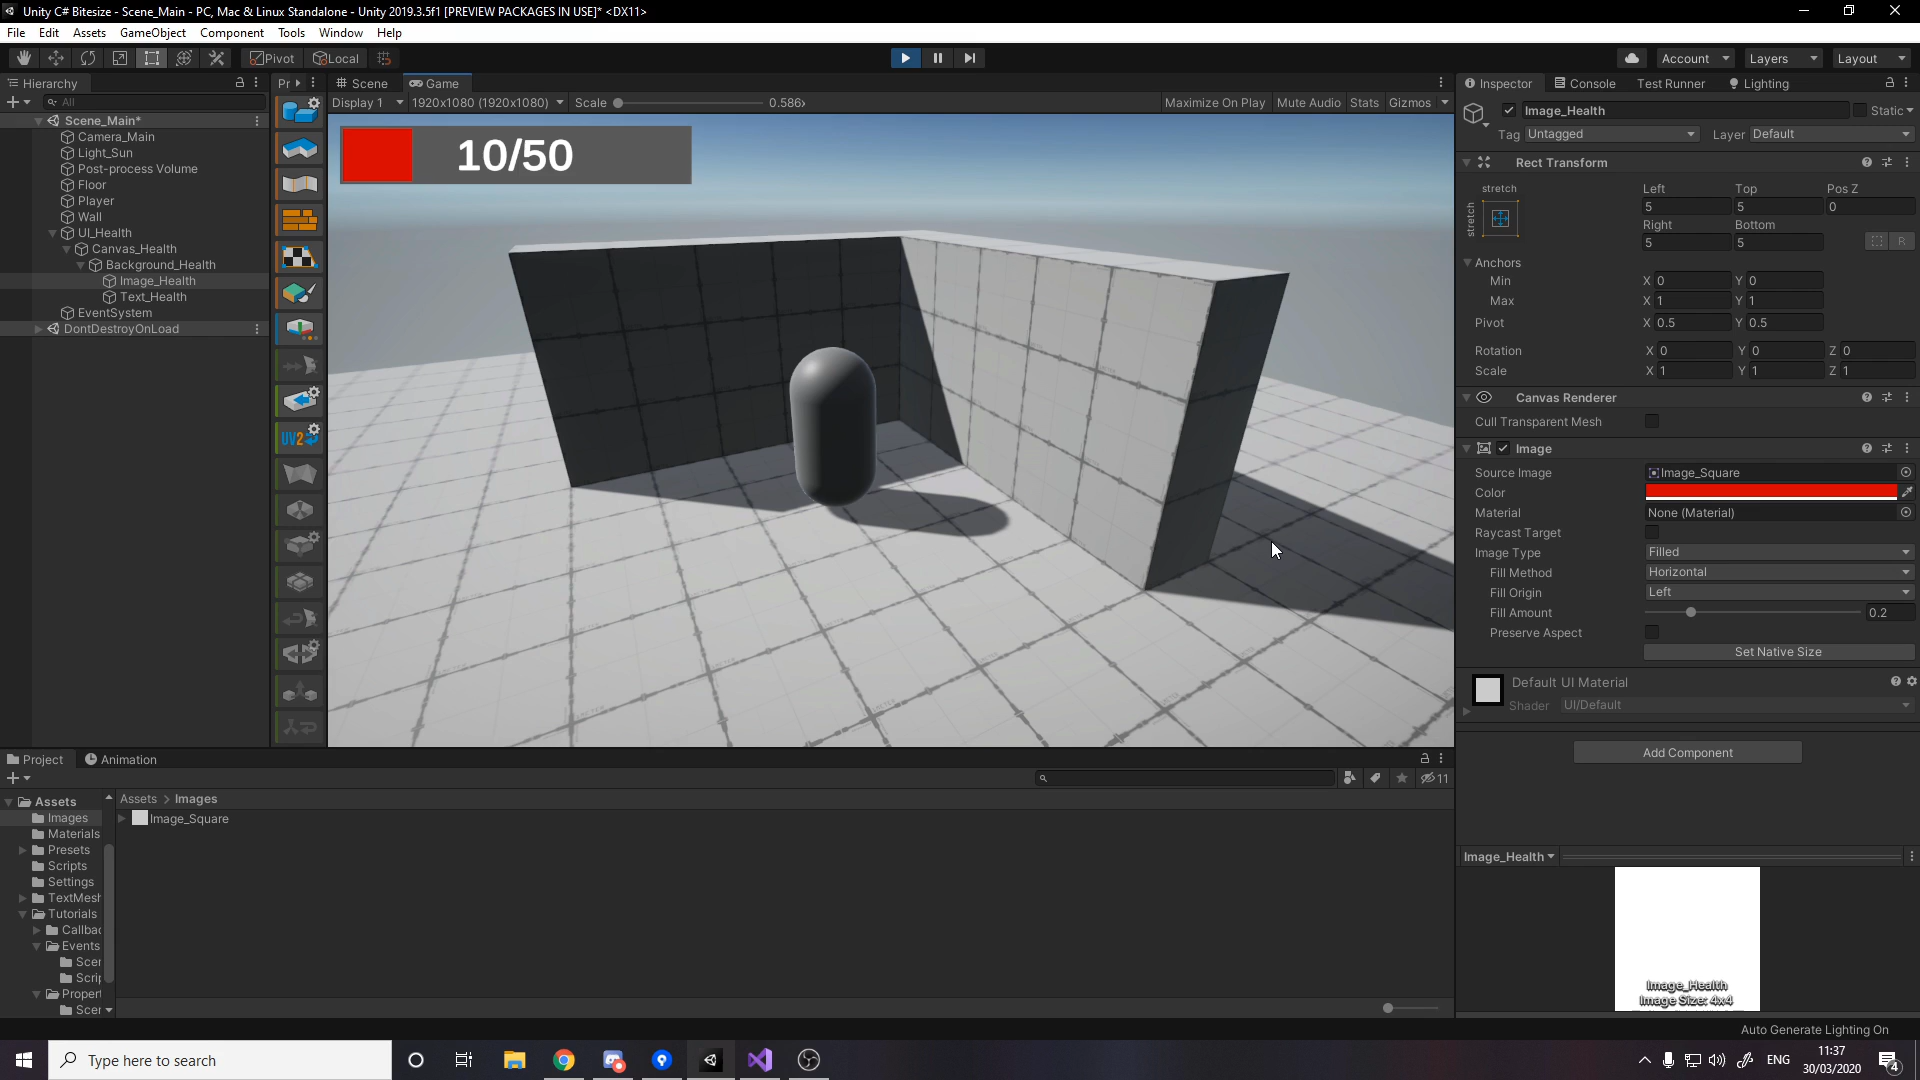 Unity C# Bitesize - Scene_Main - PC, Mac & Linux Standalone - Unity 2019.3.5f1 [PREVIEW PACKAGES IN USE]* <DX11>
File Edit Assets GameObject Component Tools Window Help
Pivot Local Account Layers Layout
Hierarchy Pr Scene Game Inspector Console Test Runner Lighting
All Display 1 1920x1080 (1920x1080) Scale 0.586x Maximize On Play Mute Audio Stats Gizmos
Image_Health Static
Tag Untagged Layer Default
Scene_Main*
Camera_Main
Light_Sun
Post-process Volume
Floor
Player
Wall
UI_Health
Canvas_Health
Background_Health
Image_Health
Text_Health
EventSystem
DontDestroyOnLoad
UV2
10/50
Rect Transform
stretch Left Top Pos Z
stretch 5 5 0
Right Bottom
5 5 R
Anchors
Min X 0 Y 0
Max X 1 Y 1
Pivot X 0.5 Y 0.5
Rotation X 0 Y 0 Z 0
Scale X 1 Y 1 Z 1
Canvas Renderer
Cull Transparent Mesh
Image
Source Image Image_Square
Color
Material None (Material)
Raycast Target
Image Type Filled
Fill Method Horizontal
Fill Origin Left
Fill Amount 0.2
Preserve Aspect
Set Native Size
Default UI Material
Shader UI/Default
Add Component
Image_Health
Image_Health
Image Size: 4x4
Project Animation
11
Assets
Images
Materials
Presets
Scripts
Settings
TextMesh
Tutorials
Callbac
Events
Scer
Scrip
Propert
Scer
Assets > Images
Image_Square
Auto Generate Lighting On
Type here to search
ENG
11:37
30/03/2020
4